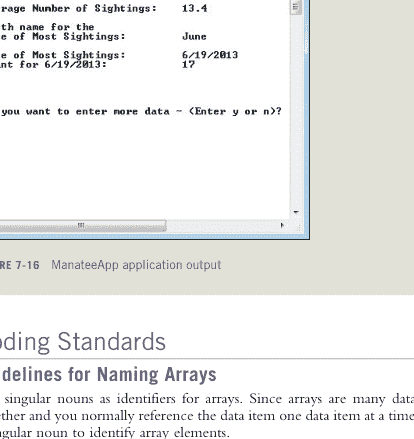 rage Number of Sightings: 13.4
th name for the
e of Most Sightings: June
e of Most Sightings: 6/19/2013
nt for 6/19/2013: 17
you want to enter more data - (Enter y or n)?
RE 7-16 ManateeApp application output
ding Standards
delines for Naming Arrays
singular nouns as identifiers for arrays. Since arrays are many data
ether and you normally reference the data item one data item at a time
ngular noun to identify array elements.